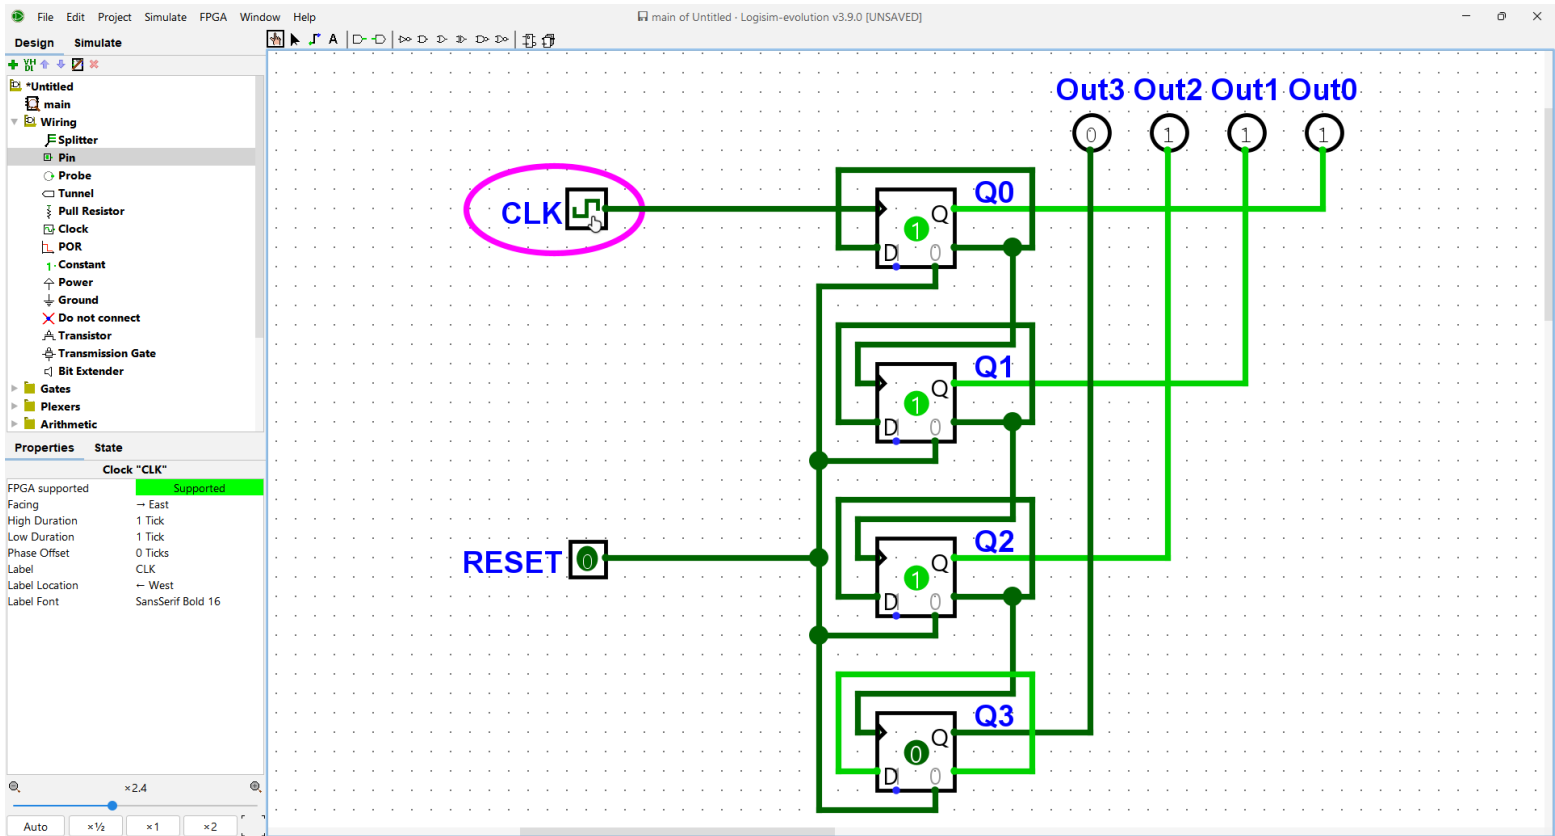 File Edit Project Simulate FPGA Window Help
main of Untitled · Logisim-evolution v3.9.0 [UNSAVED]
Design Simulate
A
VH
DL
*Untitled
main
Wiring
Splitter
Pin
Probe
Tunnel
Pull Resistor
Clock
POR
1 Constant
Power
Ground
Do not connect
Transistor
Transmission Gate
Bit Extender
Gates
Plexers
Arithmetic
Properties State
Clock "CLK"
FPGA supported Supported
Facing → East
High Duration 1 Tick
Low Duration 1 Tick
Phase Offset 0 Ticks
Label CLK
Label Location ← West
Label Font SansSerif Bold 16
×2.4
Auto ×½ ×1 ×2
Out3 Out2 Out1 Out0
0 1 1 1
CLK
Q0
Q
1
D 0
Q1
Q
1
D 0
RESET 0
Q2
Q
1
D 0
Q3
Q
0
D 0